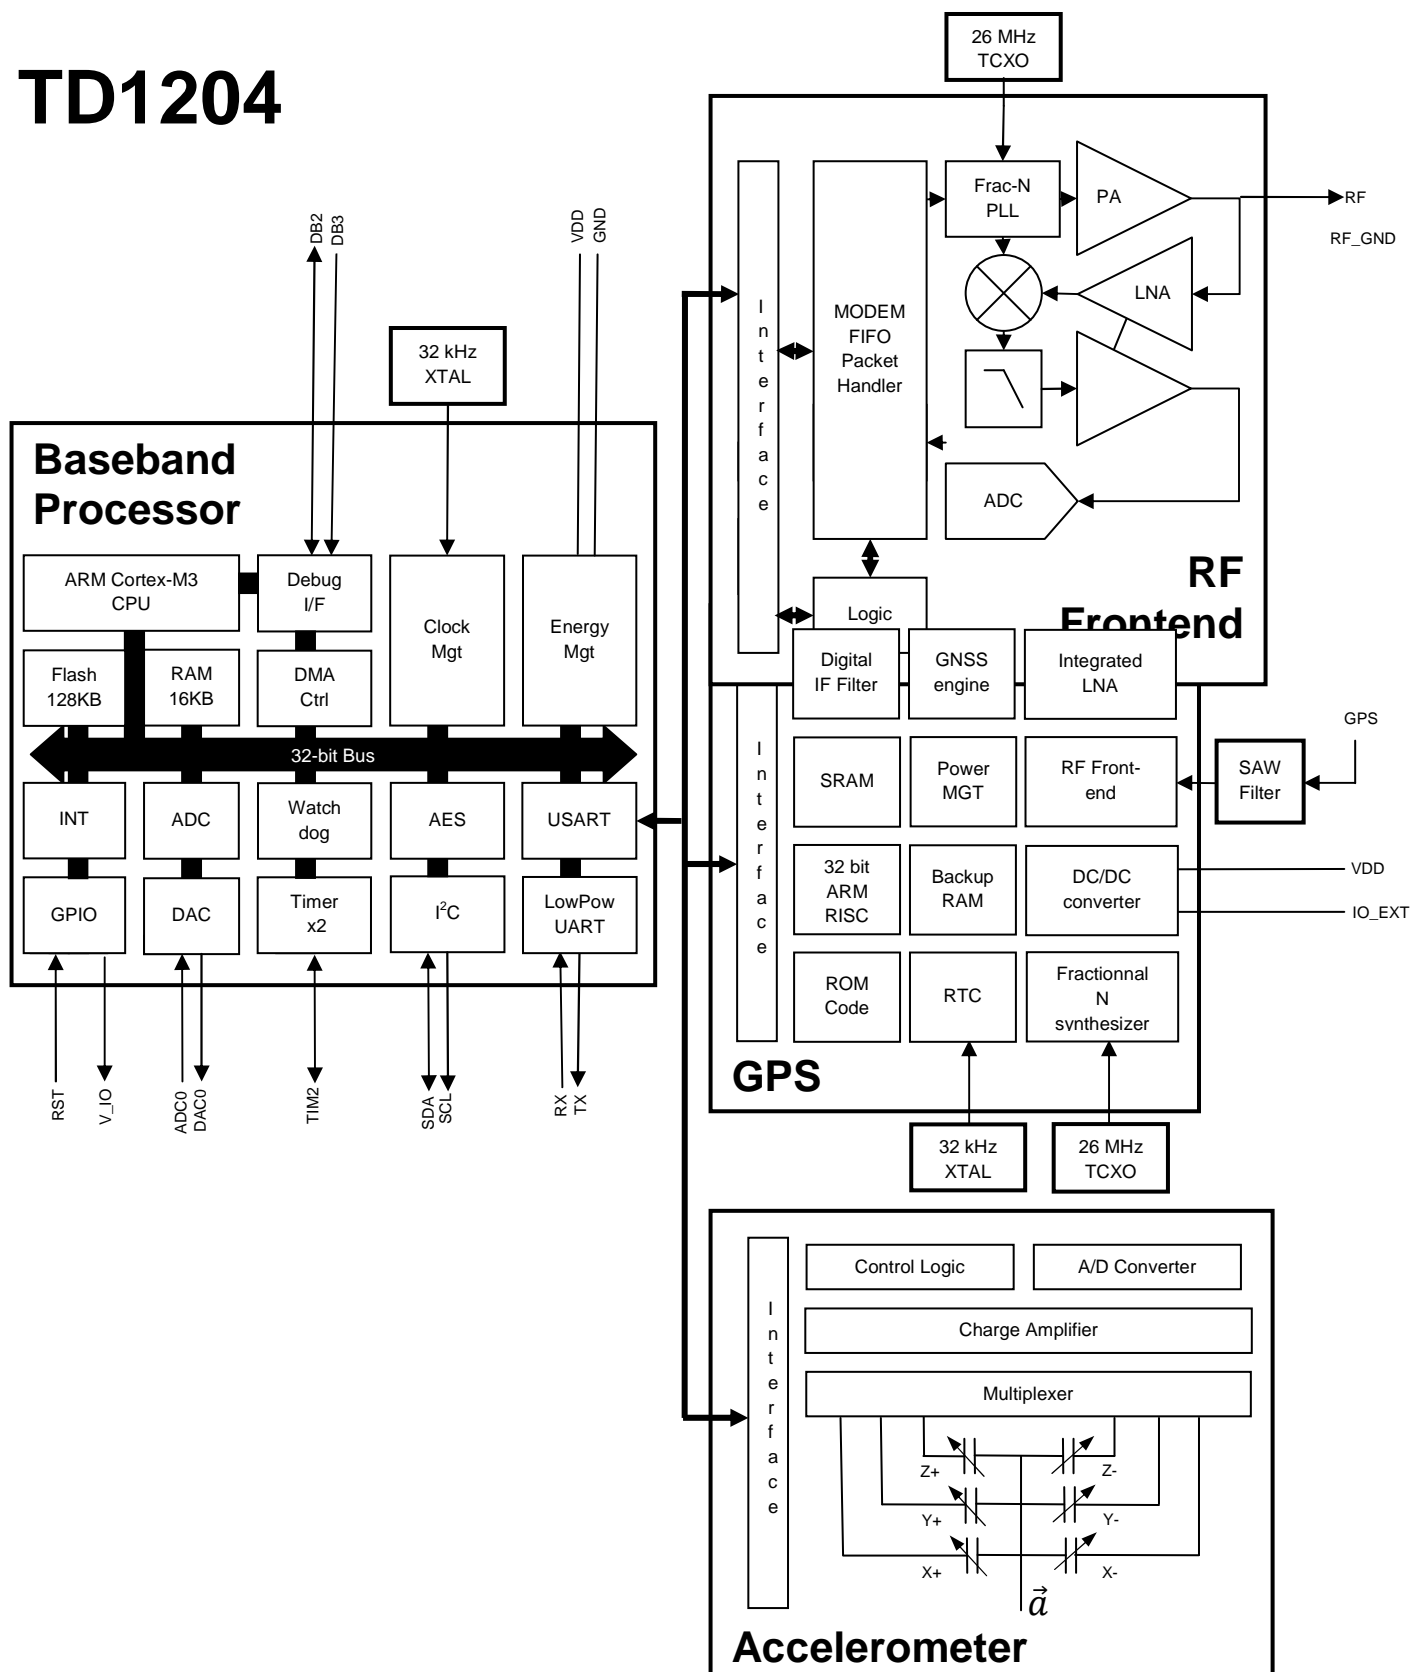 TD1204
26 MHz
TCXO
Frac-N
PLL
PA
RF
RF_GND
LNA
Interface
MODEM
FIFO
Packet
Handler
ADC
Logic
RF
Frontend
DB2
DB3
VDD
GND
32 kHz
XTAL
Baseband
Processor
ARM Cortex-M3
CPU
Debug
I/F
Clock
Mgt
Energy
Mgt
Flash
128KB
RAM
16KB
DMA
Ctrl
32-bit Bus
INT
ADC
Watch
dog
AES
USART
GPIO
DAC
Timer
x2
I²C
LowPow
UART
RST
V_IO
ADC0
DAC0
TIM2
SDA
SCL
RX
TX
Interface
Digital
IF Filter
GNSS
engine
Integrated
LNA
SRAM
Power
MGT
RF Front-
end
SAW
Filter
GPS
32 bit
ARM
RISC
Backup
RAM
DC/DC
converter
VDD
IO_EXT
ROM
Code
RTC
Fractionnal
N
synthesizer
GPS
32 kHz
XTAL
26 MHz
TCXO
Interface
Control Logic
A/D Converter
Charge Amplifier
Multiplexer
Z+
Z-
Y+
Y-
X+
X-
a⃗
Accelerometer